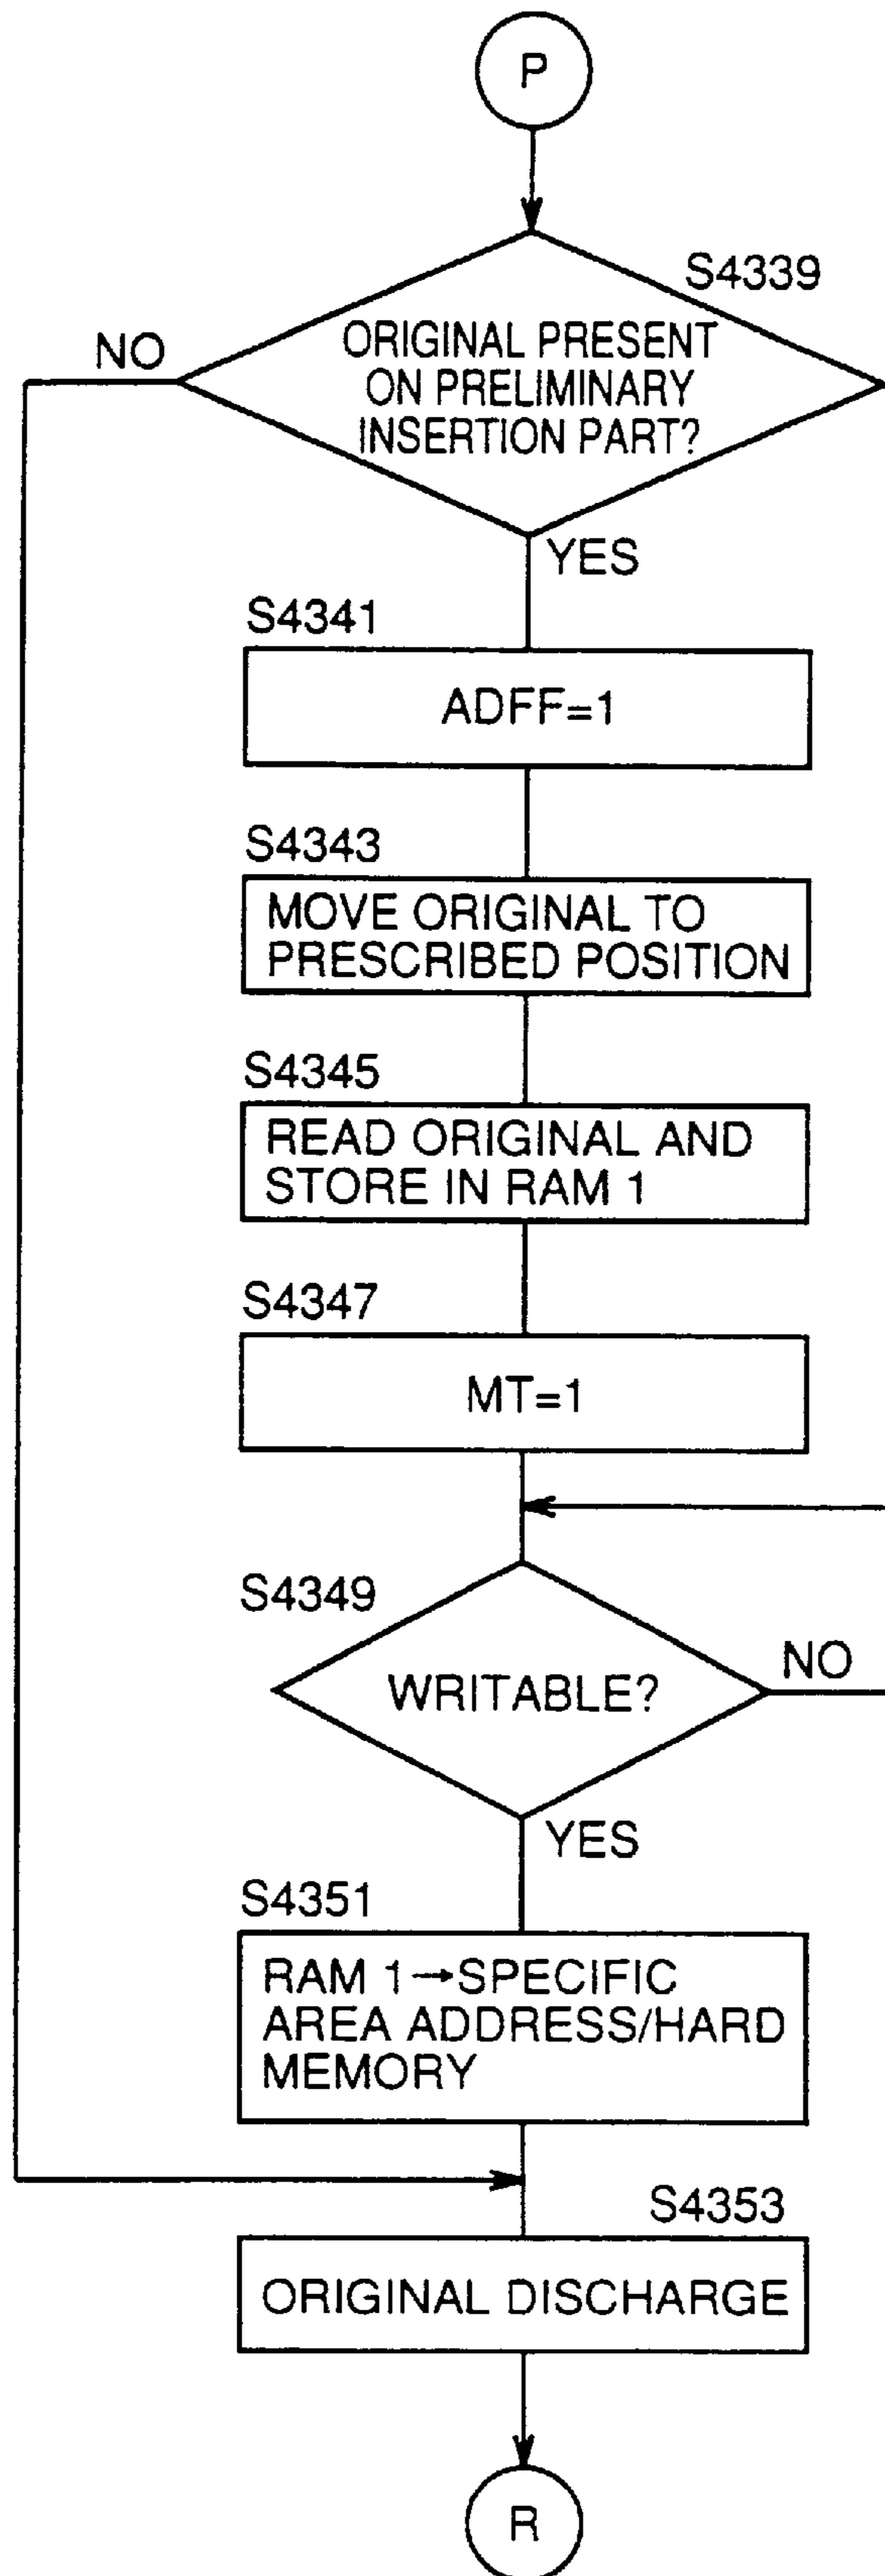 P
S4339
NO
ORIGINAL PRESENT
ON PRELIMINARY
INSERTION PART?
YES
S4341
ADFF=1
S4343
MOVE ORIGINAL TO
PRESCRIBED POSITION
S4345
READ ORIGINAL AND
STORE IN RAM 1
S4347
MT=1
S4349
WRITABLE?
NO
YES
S4351
RAM 1→SPECIFIC
AREA ADDRESS/HARD
MEMORY
S4353
ORIGINAL DISCHARGE
R